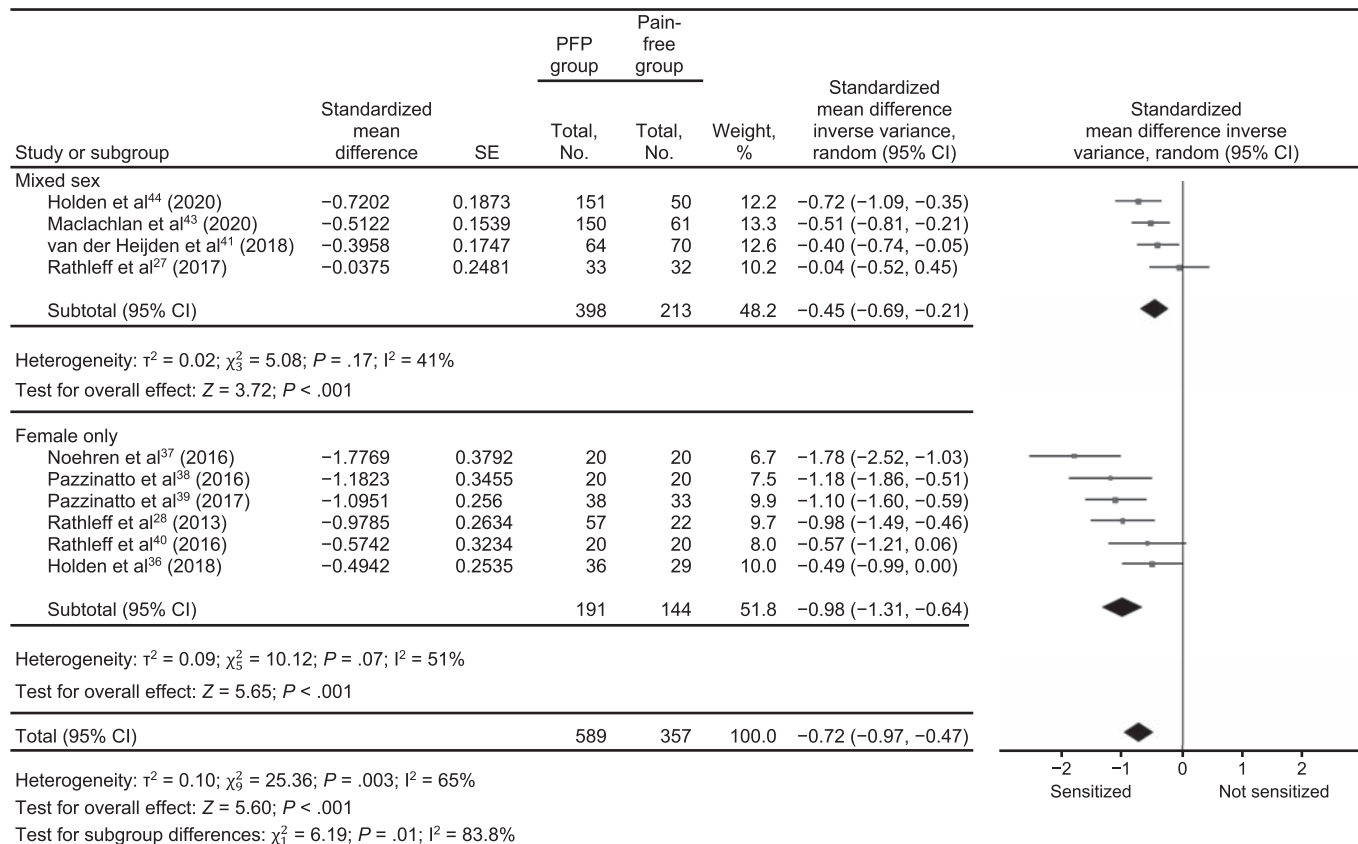 PFP group
Pain-free group
Study or subgroup Standardized mean difference SE Total, No. Total, No. Weight, % Standardized mean difference inverse variance, random (95% CI) Standardized mean difference inverse variance, random (95% CI)
Mixed sex
Holden et al44 (2020) −0.7202 0.1873 151 50 12.2 −0.72 (−1.09, −0.35)
Maclachlan et al43 (2020) −0.5122 0.1539 150 61 13.3 −0.51 (−0.81, −0.21)
van der Heijden et al41 (2018) −0.3958 0.1747 64 70 12.6 −0.40 (−0.74, −0.05)
Rathleff et al27 (2017) −0.0375 0.2481 33 32 10.2 −0.04 (−0.52, 0.45)
Subtotal (95% CI) 398 213 48.2 −0.45 (−0.69, −0.21)
Heterogeneity: τ² = 0.02; χ²₃ = 5.08; P = .17; I² = 41%
Test for overall effect: Z = 3.72; P < .001
Female only
Noehren et al37 (2016) −1.7769 0.3792 20 20 6.7 −1.78 (−2.52, −1.03)
Pazzinatto et al38 (2016) −1.1823 0.3455 20 20 7.5 −1.18 (−1.86, −0.51)
Pazzinatto et al39 (2017) −1.0951 0.256 38 33 9.9 −1.10 (−1.60, −0.59)
Rathleff et al28 (2013) −0.9785 0.2634 57 22 9.7 −0.98 (−1.49, −0.46)
Rathleff et al40 (2016) −0.5742 0.3234 20 20 8.0 −0.57 (−1.21, 0.06)
Holden et al36 (2018) −0.4942 0.2535 36 29 10.0 −0.49 (−0.99, 0.00)
Subtotal (95% CI) 191 144 51.8 −0.98 (−1.31, −0.64)
Heterogeneity: τ² = 0.09; χ²₅ = 10.12; P = .07; I² = 51%
Test for overall effect: Z = 5.65; P < .001
Total (95% CI) 589 357 100.0 −0.72 (−0.97, −0.47)
−2 −1 0 1 2
Sensitized Not sensitized
Heterogeneity: τ² = 0.10; χ²₉ = 25.36; P = .003; I² = 65%
Test for overall effect: Z = 5.60; P < .001
Test for subgroup differences: χ²₁ = 6.19; P = .01; I² = 83.8%